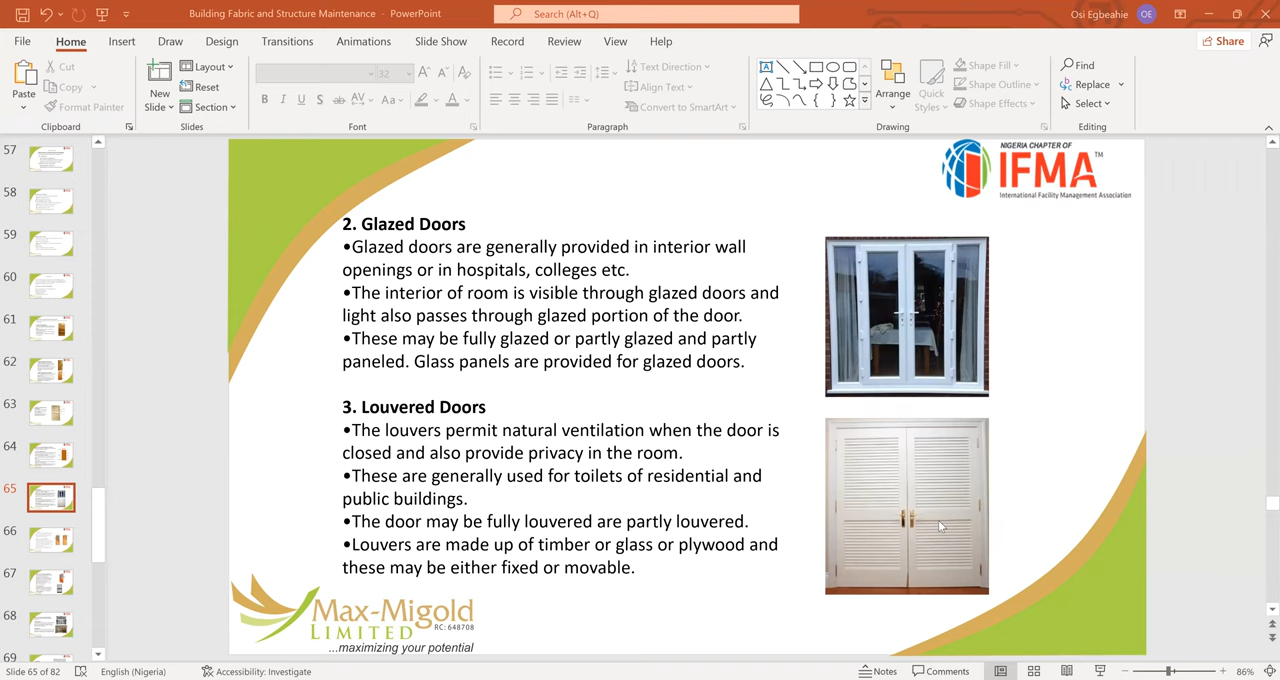 Building Fabric and Structure Maintenance - PowerPoint
Search (Alt+Q)
Osi Egbeahie
OE
File
Home
Insert
Draw
Design
Transitions
Animations
Slide Show
Record
Review
View
Help
Share
Paste
Cut
Copy
Format Painter
Clipboard
New
Slide
Layout
Reset
Section
Slides
32
Font
Text Direction
Align Text
Convert to SmartArt
Paragraph
Arrange
Quick
Styles
Shape Fill
Shape Outline
Shape Effects
Drawing
Find
Replace
Select
Editing
57
58
59
60
61
62
63
64
65
66
67
68
69
NIGERIA CHAPTER OF
IFMA™
International Facility Management Association
2. Glazed Doors
•Glazed doors are generally provided in interior wall
openings or in hospitals, colleges etc.
•The interior of room is visible through glazed doors and
light also passes through glazed portion of the door.
•These may be fully glazed or partly glazed and partly
paneled. Glass panels are provided for glazed doors.
3. Louvered Doors
•The louvers permit natural ventilation when the door is
closed and also provide privacy in the room.
•These are generally used for toilets of residential and
public buildings.
•The door may be fully louvered are partly louvered.
•Louvers are made up of timber or glass or plywood and
these may be either fixed or movable.
Max-Migold
LIMITED
RC: 648708
...maximizing your potential
Slide 65 of 82
English (Nigeria)
Accessibility: Investigate
Notes
Comments
86%